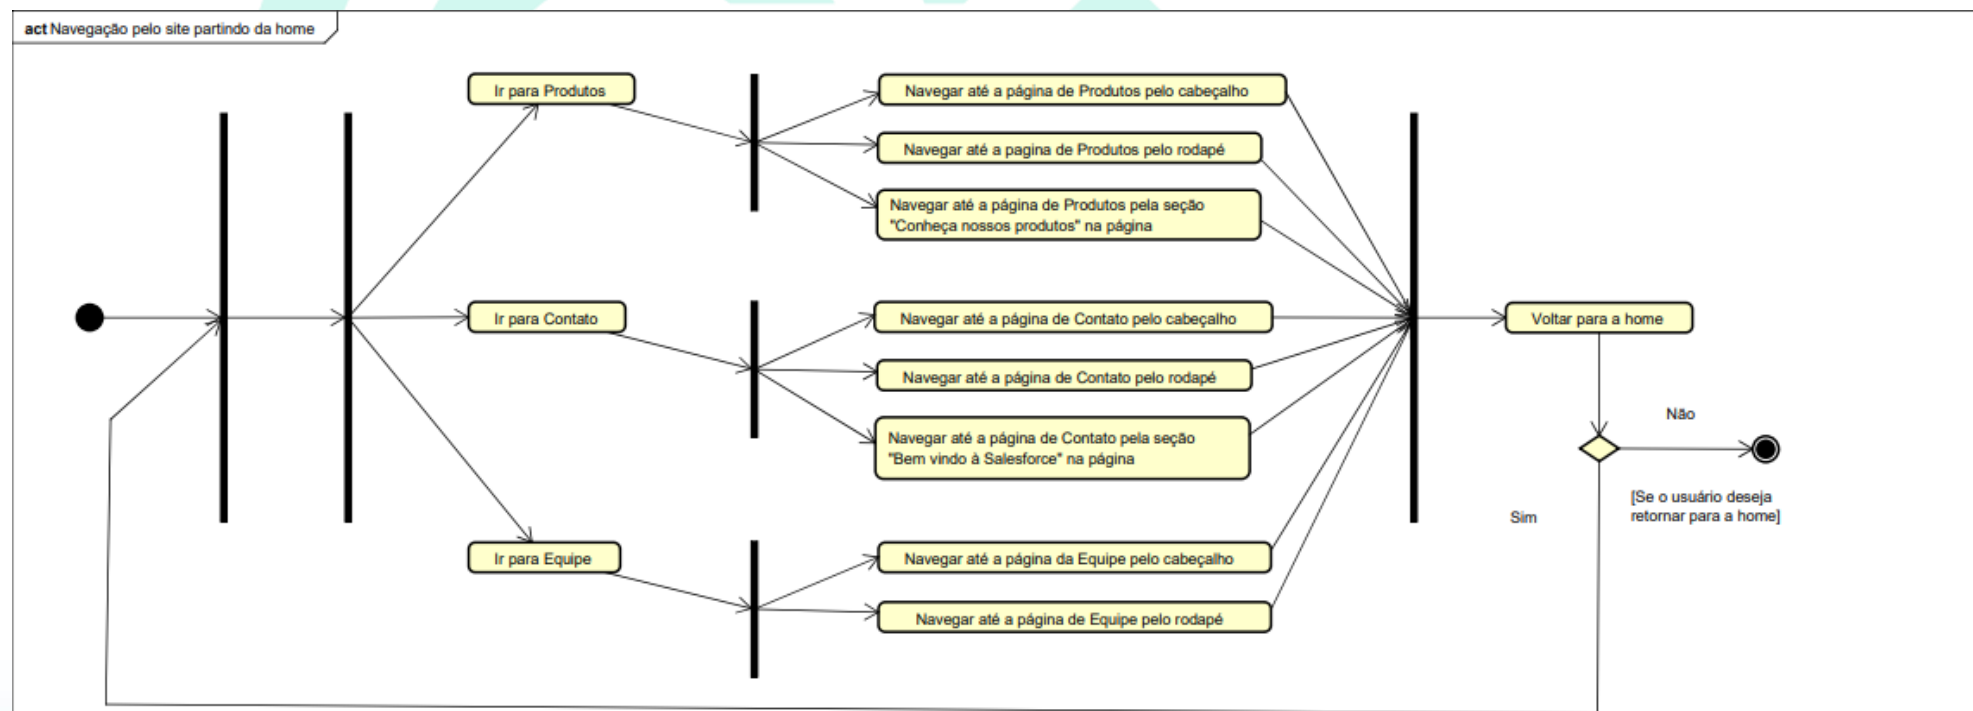 act Navegação pelo site partindo da home
Ir para Produtos
Navegar até a página de Produtos pelo cabeçalho
Navegar até a pagina de Produtos pelo rodapé
Navegar até a página de Produtos pela seção
"Conheça nossos produtos" na página
Ir para Contato
Navegar até a página de Contato pelo cabeçalho
Navegar até a página de Contato pelo rodapé
Navegar até a página de Contato pela seção
"Bem vindo à Salesforce" na página
Ir para Equipe
Navegar até a página da Equipe pelo cabeçalho
Navegar até a página de Equipe pelo rodapé
Voltar para a home
Não
[Se o usuário deseja
retornar para a home]
Sim